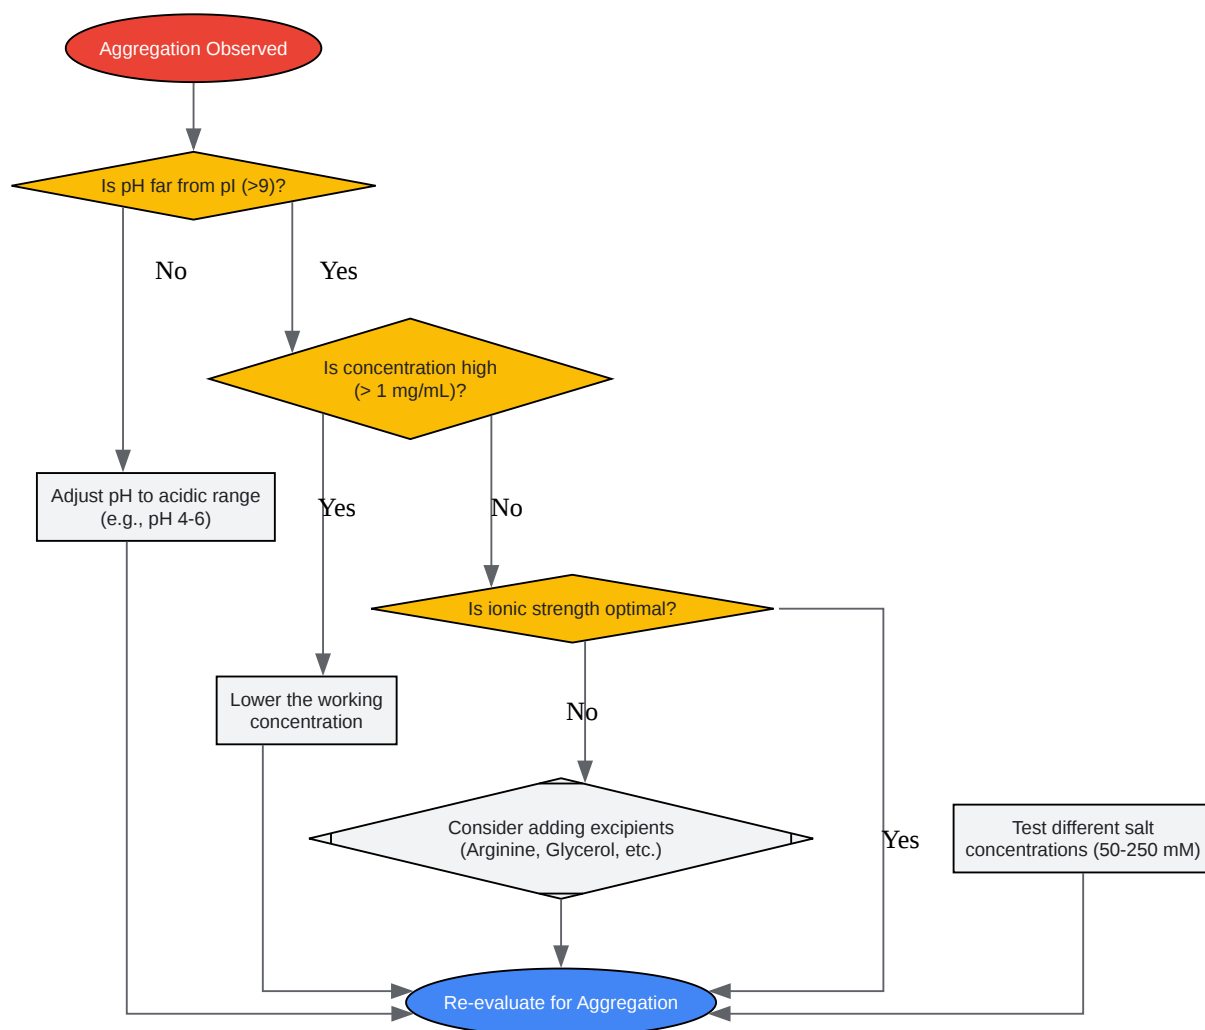 Aggregation Observed
Is pH far from pI (>9)?
No
Yes
Is concentration high
(> 1 mg/mL)?
Adjust pH to acidic range
(e.g., pH 4-6)
Yes
No
Is ionic strength optimal?
Lower the working
concentration
No
Consider adding excipients
(Arginine, Glycerol, etc.)
Yes
Test different salt
concentrations (50-250 mM)
Re-evaluate for Aggregation